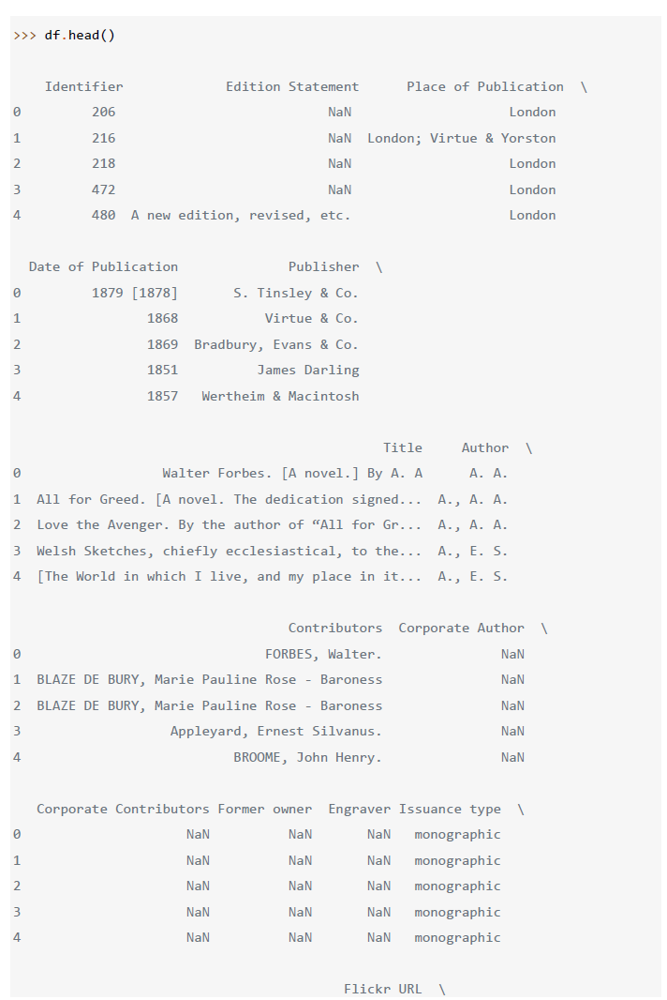 >>> df.head()
Identifier Edition Statement Place of Publication \
0 206 NaN London
1 216 NaN London; Virtue & Yorston
2 218 NaN London
3 472 NaN London
4 480 A new edition, revised, etc. London
Date of Publication Publisher \
0 1879 [1878] S. Tinsley & Co.
1 1868 Virtue & Co.
2 1869 Bradbury, Evans & Co.
3 1851 James Darling
4 1857 Wertheim & Macintosh
Title Author \
0 Walter Forbes. [A novel.] By A. A A. A.
1 All for Greed. [A novel. The dedication signed... A., A. A.
2 Love the Avenger. By the author of “All for Gr... A., A. A.
3 Welsh Sketches, chiefly ecclesiastical, to the... A., E. S.
4 [The World in which I live, and my place in it... A., E. S.
Contributors Corporate Author \
0 FORBES, Walter. NaN
1 BLAZE DE BURY, Marie Pauline Rose - Baroness NaN
2 BLAZE DE BURY, Marie Pauline Rose - Baroness NaN
3 Appleyard, Ernest Silvanus. NaN
4 BROOME, John Henry. NaN
Corporate Contributors Former owner Engraver Issuance type \
0 NaN NaN NaN monographic
1 NaN NaN NaN monographic
2 NaN NaN NaN monographic
3 NaN NaN NaN monographic
4 NaN NaN NaN monographic
Flickr URL \